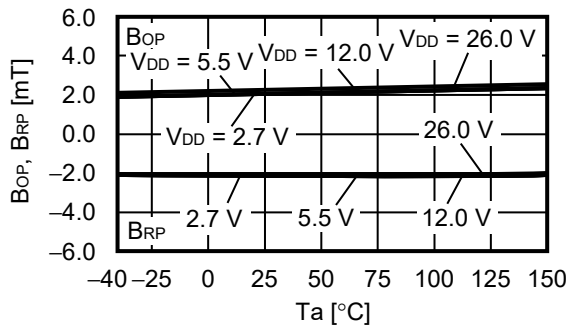 6.0
BOP
VDD = 26.0 V
VDD = 12.0 V
VDD = 5.5 V
4.0
2.0
VDD = 2.7 V
26.0 V
0.0
−2.0
2.7 V
5.5 V
12.0 V
−4.0
BRP
−6.0
BOP, BRP [mT]
−40
−25
0
25
50
75
100
125
150
Ta [°C]